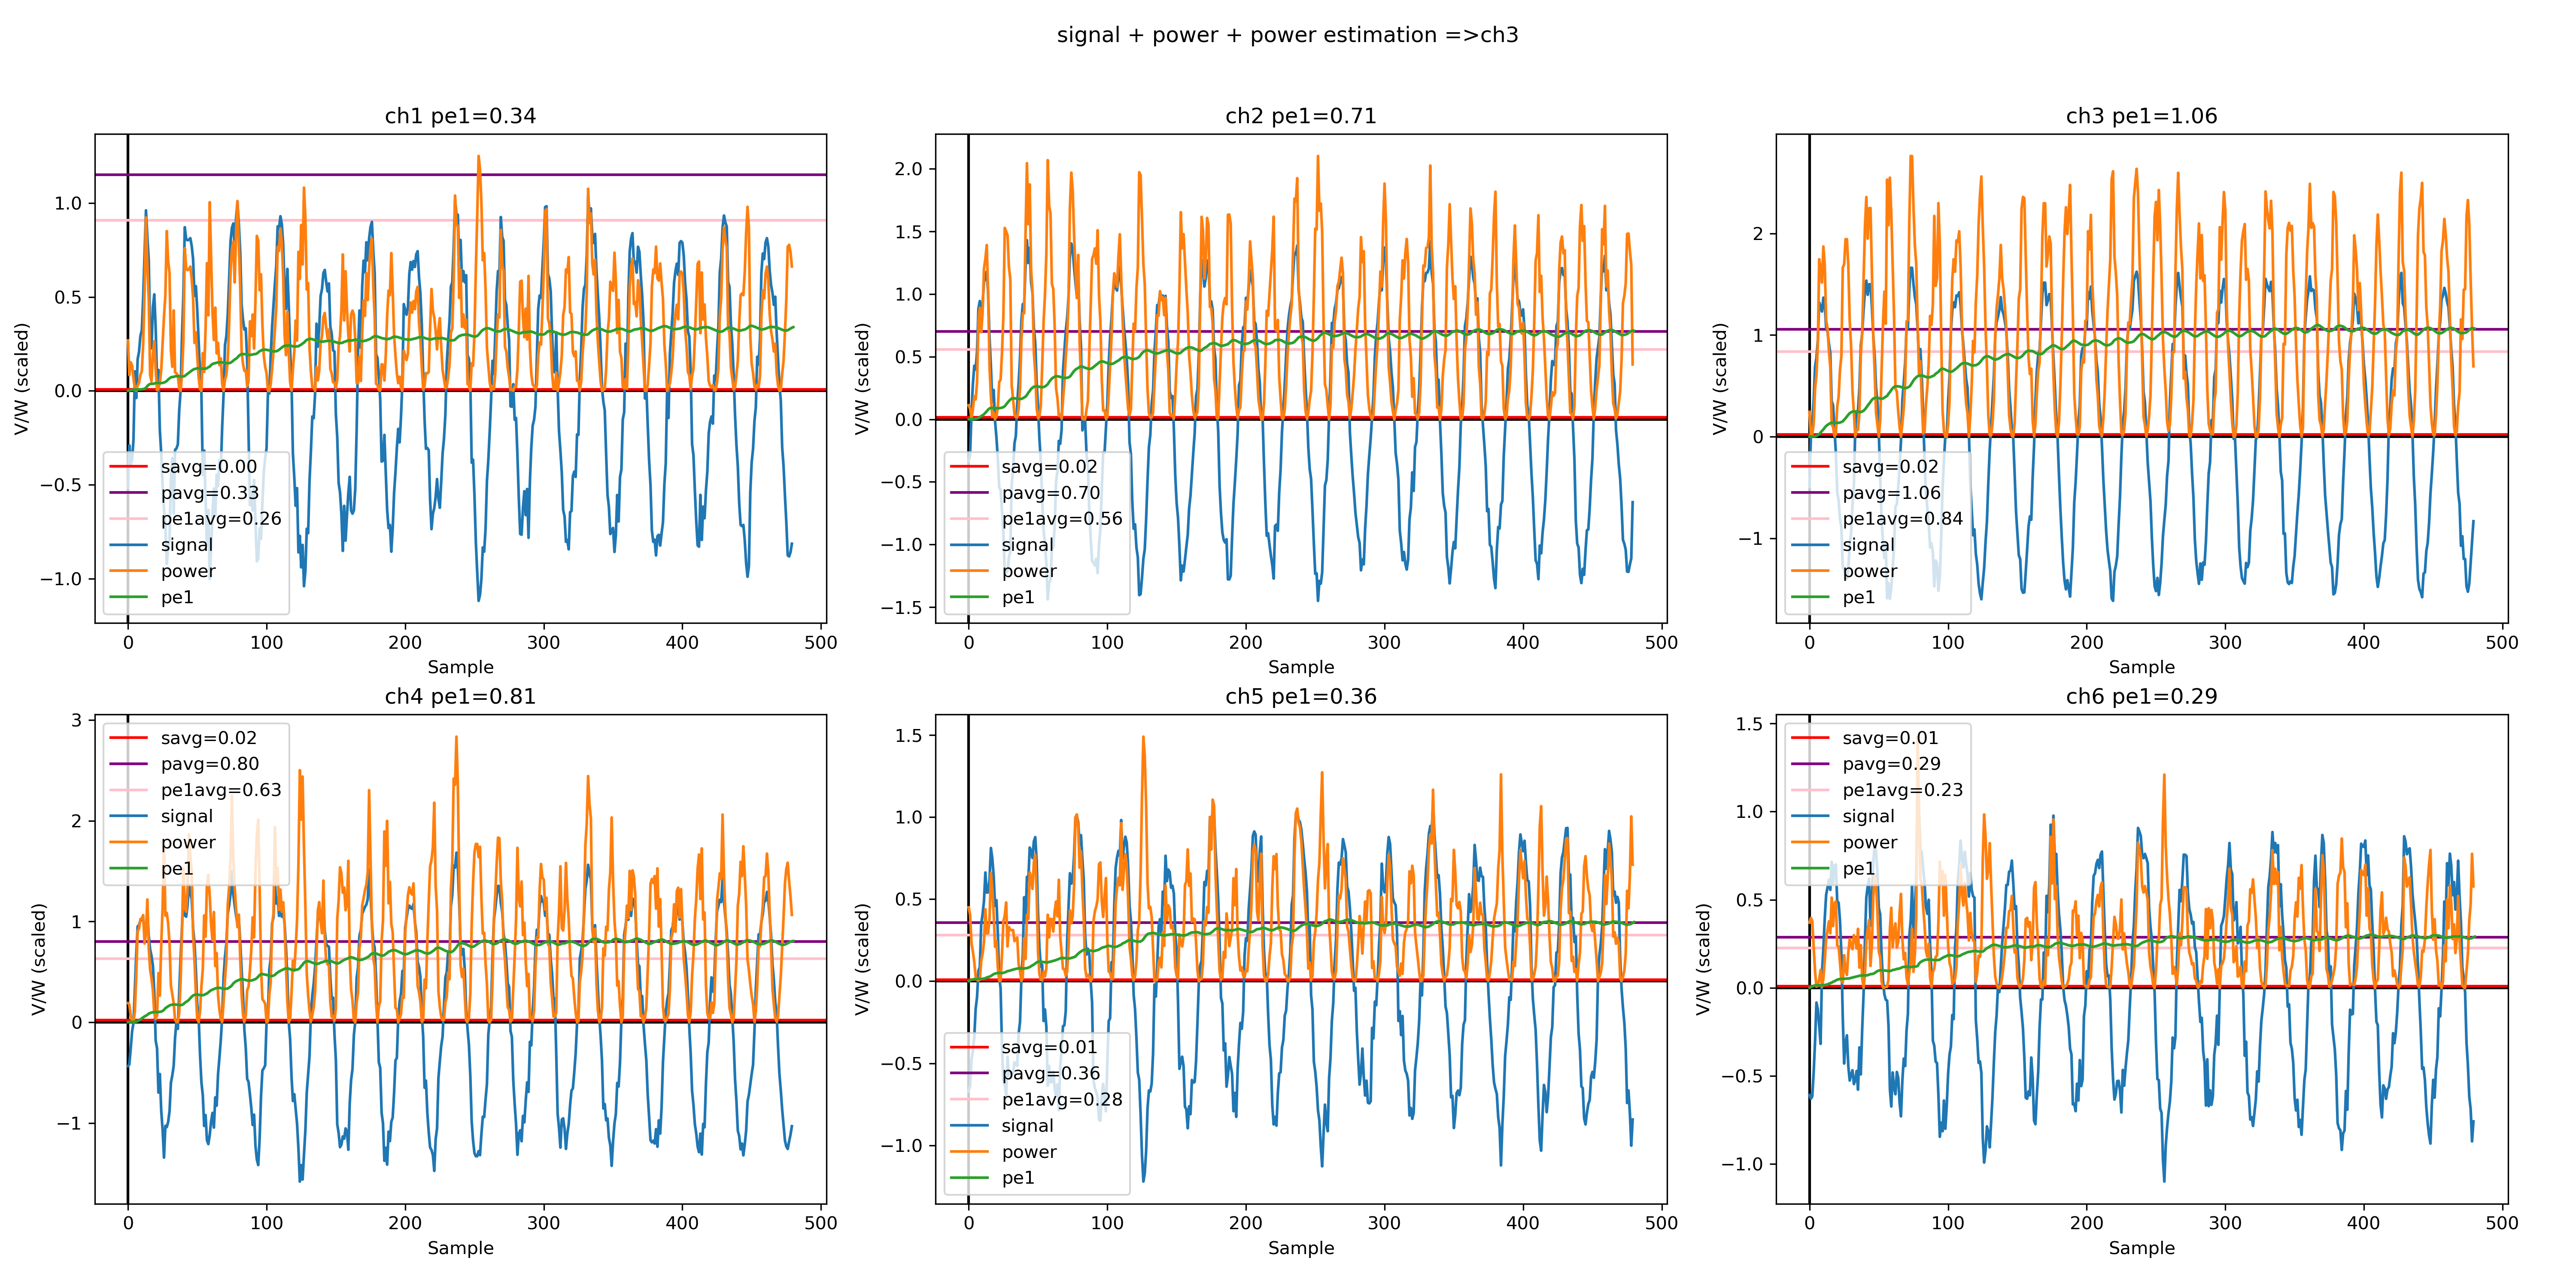 signal + power + power estimation =>ch3
ch1 pe1=0.34
V/W (scaled)
1.0
0.5
0.0
−0.5
−1.0
savg=0.00
pavg=0.33
pe1avg=0.26
signal
power
pe1
0 100 200 300 400 500
Sample
ch2 pe1=0.71
V/W (scaled)
2.0
1.5
1.0
0.5
0.0
−0.5
−1.0
−1.5
savg=0.02
pavg=0.70
pe1avg=0.56
signal
power
pe1
0 100 200 300 400 500
Sample
ch3 pe1=1.06
V/W (scaled)
2
1
0
−1
savg=0.02
pavg=1.06
pe1avg=0.84
signal
power
pe1
0 100 200 300 400 500
Sample
ch4 pe1=0.81
V/W (scaled)
3
2
1
0
−1
savg=0.02
pavg=0.80
pe1avg=0.63
signal
power
pe1
0 100 200 300 400 500
Sample
ch5 pe1=0.36
V/W (scaled)
1.5
1.0
0.5
0.0
−0.5
−1.0
savg=0.01
pavg=0.36
pe1avg=0.28
signal
power
pe1
0 100 200 300 400 500
Sample
ch6 pe1=0.29
V/W (scaled)
1.5
1.0
0.5
0.0
−0.5
−1.0
savg=0.01
pavg=0.29
pe1avg=0.23
signal
power
pe1
0 100 200 300 400 500
Sample